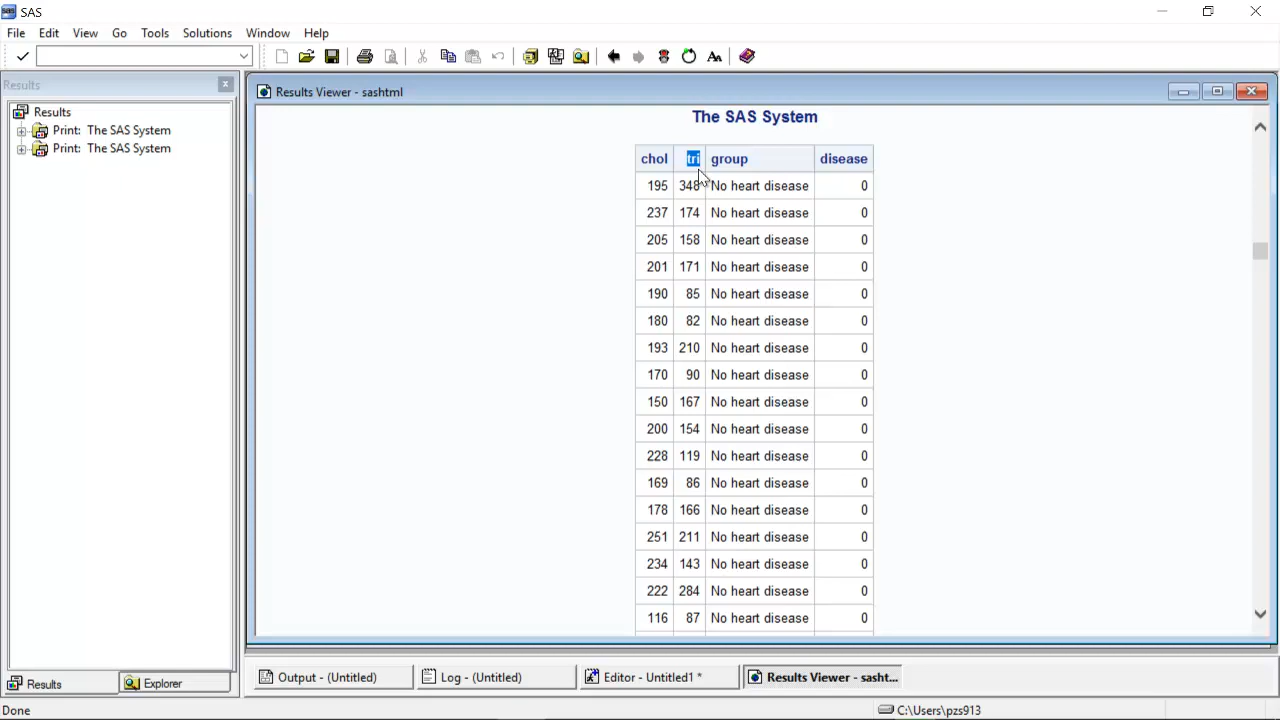 SAS
File Edit View Go Tools Solutions Window Help
Results
Results Viewer - sashtml
Results
Print: The SAS System
Print: The SAS System
The SAS System
chol tri group disease
195 348 No heart disease 0
237 174 No heart disease 0
205 158 No heart disease 0
201 171 No heart disease 0
190 85 No heart disease 0
180 82 No heart disease 0
193 210 No heart disease 0
170 90 No heart disease 0
150 167 No heart disease 0
200 154 No heart disease 0
228 119 No heart disease 0
169 86 No heart disease 0
178 166 No heart disease 0
251 211 No heart disease 0
234 143 No heart disease 0
222 284 No heart disease 0
116 87 No heart disease 0
Results Explorer
Output - (Untitled) Log - (Untitled) Editor - Untitled1 * Results Viewer - sasht...
Done C:\Users\pzs913